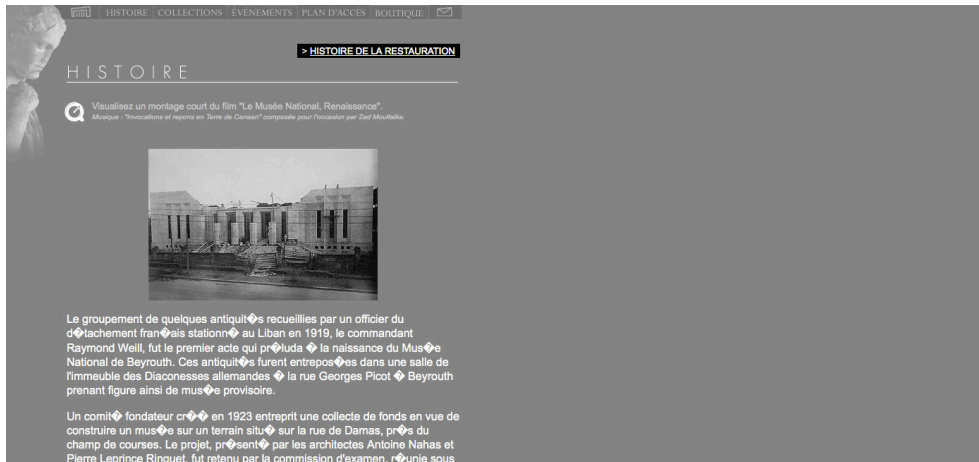 HISTOIRE COLLECTIONS ÉVÉNEMENTS PLAN D'ACCÈS BOUTIQUE
> HISTOIRE DE LA RESTAURATION
HISTOIRE
Visualisez un montage court du film "Le Musée National, Renaissance".
Musique : "Invocations et repons en Terre de Canaan" composée pour l'occasion par Zad Moultaka.
Le groupement de quelques antiquit�s recueillies par un officier du
d�tachement fran�ais stationn� au Liban en 1919, le commandant
Raymond Weill, fut le premier acte qui pr�luda � la naissance du Mus�e
National de Beyrouth. Ces antiquit�s furent entrepos�es dans une salle de
l'immeuble des Diaconesses allemandes � la rue Georges Picot � Beyrouth
prenant figure ainsi de mus�e provisoire.
Un comit� fondateur cr�� en 1923 entreprit une collecte de fonds en vue de
construire un mus�e sur un terrain situ� sur la rue de Damas, pr�s du
champ de courses. Le projet, pr�sent� par les architectes Antoine Nahas et
Pierre Leprince Ringuet, fut retenu par la commission d'examen, r�unie sous